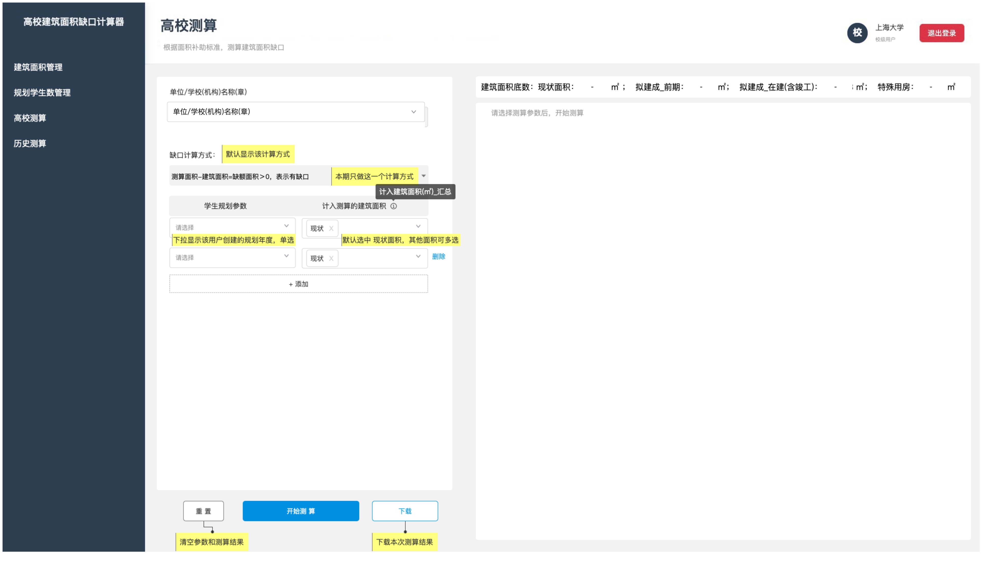 高校建筑面积缺口计算器
建筑面积管理
规划学生数管理
高校测算
历史测算
高校测算
根据面积补助标准，测算建筑面积缺口
校
上海大学
校级用户
退出登录
单位/学校(机构)名称(章)
单位/学校(机构)名称(章)
缺口计算方式：
默认显示该计算方式
测算面积–建筑面积=缺额面积>0，表示有缺口
本期只做这一个计算方式
计入建筑面积(㎡)_汇总
学生规划参数 计入测算的建筑面积
请选择 现状 X
下拉显示该用户创建的规划年度，单选 默认选中 现状面积，其他面积可多选
请选择 现状 X 删除
+ 添加
重 置 开始测 算 下载
清空参数和测算结果 下载本次测算结果
建筑面积底数：现状面积： - ㎡； 拟建成_前期： - ㎡； 拟建成_在建(含竣工)： - ㎡； 特殊用房： - ㎡
请选择测算参数后，开始测算